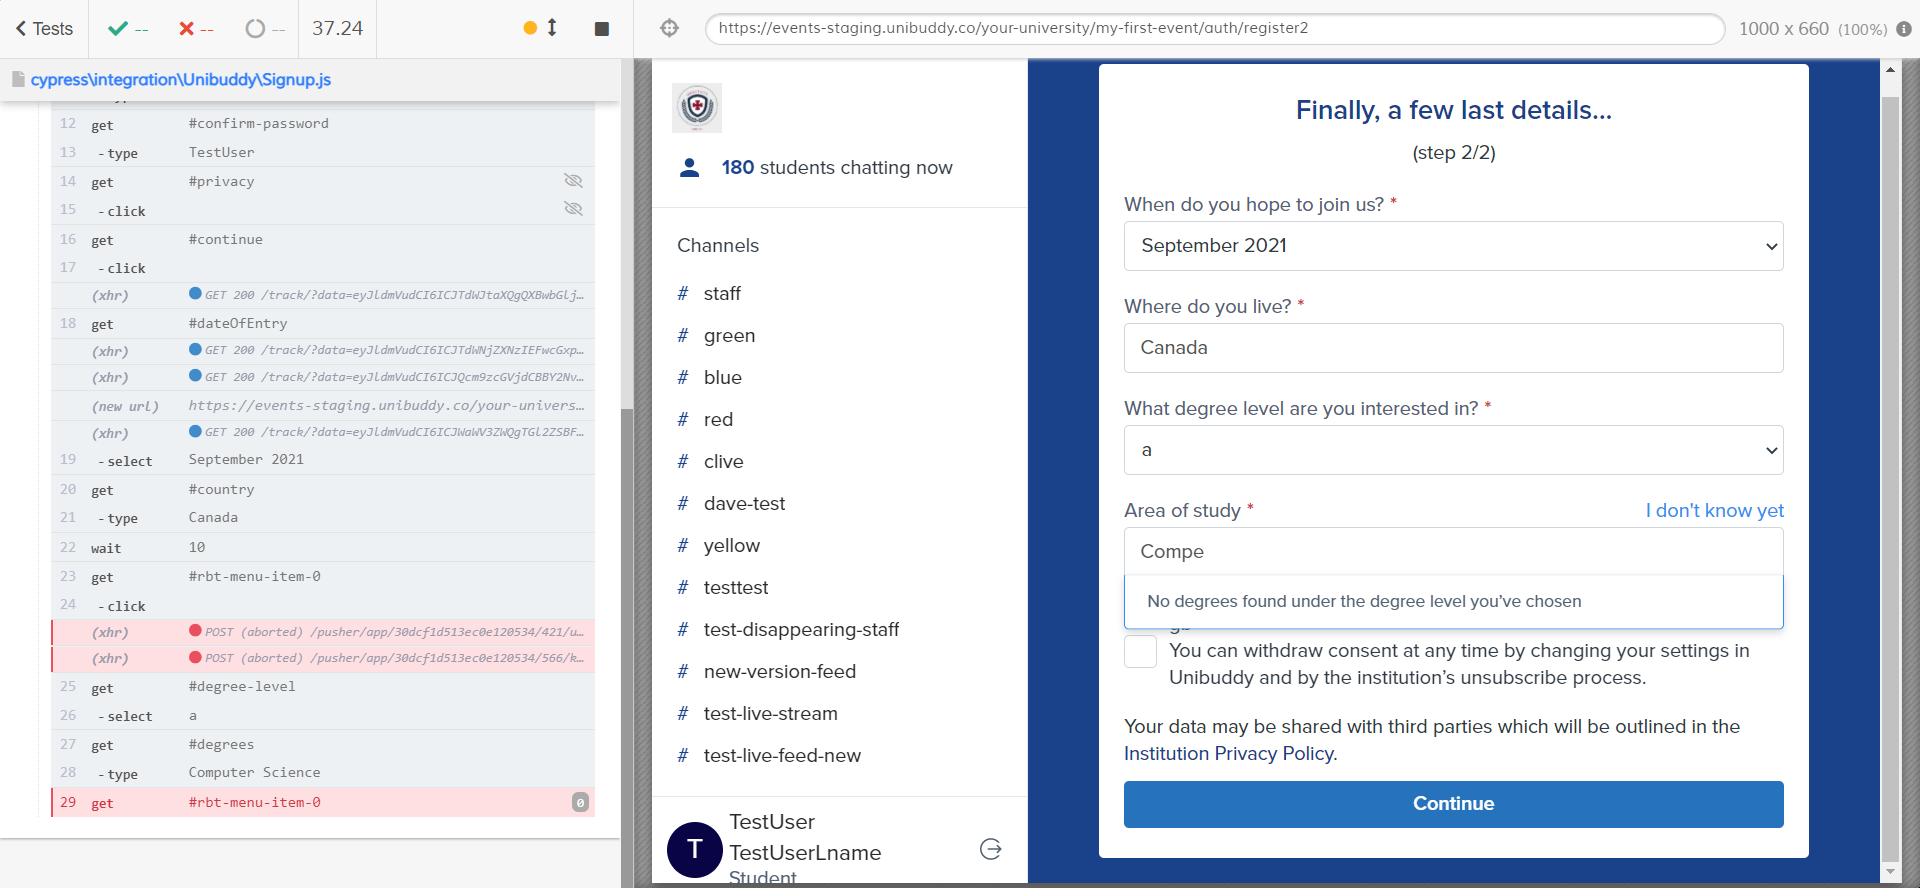 Tests
--
--
--
37.24
https://events-staging.unibuddy.co/your-university/my-first-event/auth/register2
1000 x 660 (100%)
cypress\integration\Unibuddy\Signup.js
12 get #confirm-password
13 - type TestUser
14 get #privacy
15 - click
16 get #continue
17 - click
(xhr) GET 200 /track/?data=eyJldmVudCI6ICJTdWJtaXQgQXBwbGlj...
18 get #dateOfEntry
(xhr) GET 200 /track/?data=eyJldmVudCI6ICJTdWNjZXNzIEFwcGxp...
(xhr) GET 200 /track/?data=eyJldmVudCI6ICJQcm9zcGVjdCBBY2Nv...
(new url) https://events-staging.unibuddy.co/your-univers...
(xhr) GET 200 /track/?data=eyJldmVudCI6ICJWaWV3ZWQgTGl2ZSBF...
19 - select September 2021
20 get #country
21 - type Canada
22 wait 10
23 get #rbt-menu-item-0
24 - click
(xhr) POST (aborted) /pusher/app/30dcf1d513ec0e120534/421/u...
(xhr) POST (aborted) /pusher/app/30dcf1d513ec0e120534/566/k...
25 get #degree-level
26 - select a
27 get #degrees
28 - type Computer Science
29 get #rbt-menu-item-0 0
180 students chatting now
Channels
# staff
# green
# blue
# red
# clive
# dave-test
# yellow
# testtest
# test-disappearing-staff
# new-version-feed
# test-live-stream
# test-live-feed-new
T
TestUser
TestUserLname
Student
Finally, a few last details...
(step 2/2)
When do you hope to join us? *
September 2021
Where do you live? *
Canada
What degree level are you interested in? *
a
Area of study * I don't know yet
Compe
No degrees found under the degree level you've chosen
You can withdraw consent at any time by changing your settings in
Unibuddy and by the institution's unsubscribe process.
Your data may be shared with third parties which will be outlined in the
Institution Privacy Policy.
Continue